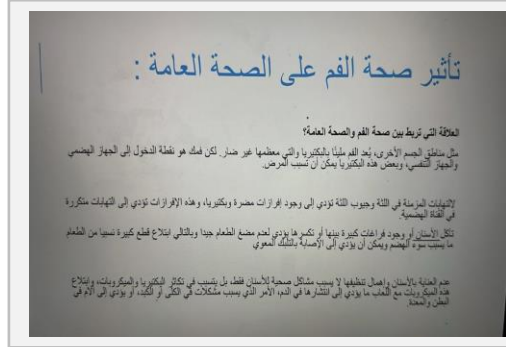 تأثير صحة الفم على الصحة العامة :
العلاقة التي تربط بين صحة الفم والصحة العامة؟
مثل مناطق الجسم الأخرى، يُعد الفم مليئًا بالبكتيريا والتي معظمها غير ضار. لكن فمك هو نقطة الدخول إلى الجهاز الهضمي
والجهاز التنفسي، وبعض هذه البكتيريا يمكن أن تسبب المرض.
لالتهابات المزمنة في اللثة وجيوب اللثة تؤدي إلى وجود إفرازات مضرة وبكتيريا، وهذه الإفرازات تؤدي إلى التهابات متكررة
في القناة الهضمية.
تآكل الأسنان أو وجود فراغات كبيرة بينها أو تكسرها يؤدي لعدم مضغ الطعام جيدا وبالتالي ابتلاع قطع كبيرة نسبيا من الطعام
ما يسبب سوء الهضم ويمكن أن يؤدي إلى الإصابة بالتلبك المعوي
عدم العناية بالأسنان وإهمال تنظيفها لا يسبب مشاكل صحية للأسنان فقط، بل يتسبب في تكاثر البكتيريا والميكروبات، وابتلاع
هذه الميكروبات مع اللعاب ما يؤدي إلى انتشارها في الدم، الأمر الذي يسبب مشكلات في الكلى أو الكبد، أو يؤدي إلى آلام في
البطن والمعدة.